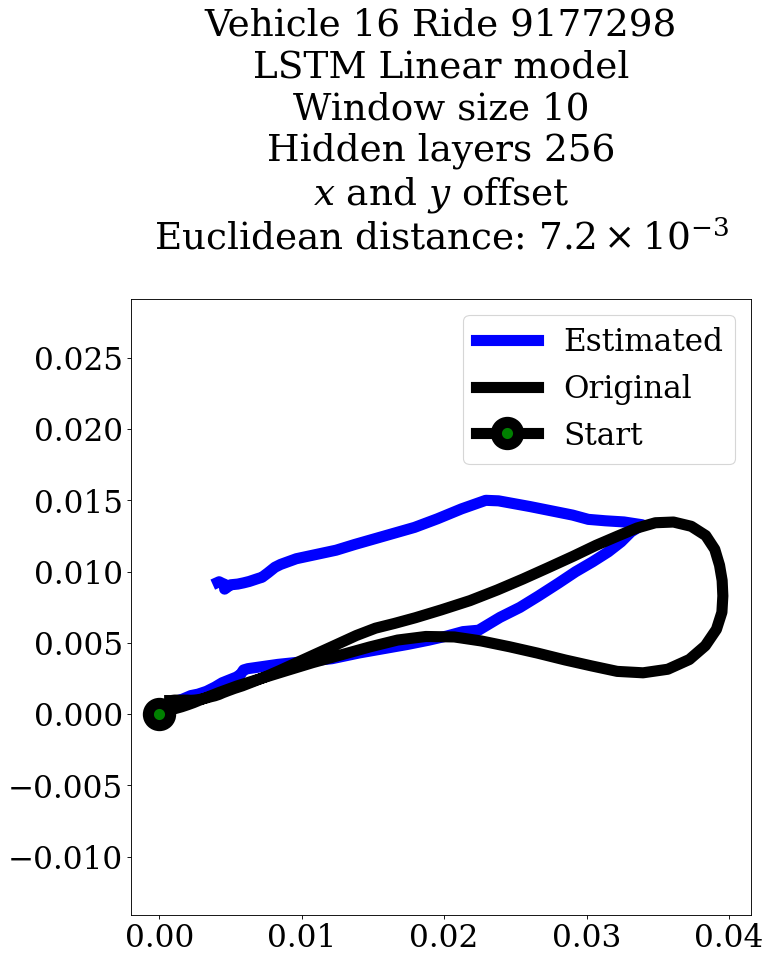 Vehicle 16 Ride 9177298
LSTM Linear model
Window size 10
Hidden layers 256
x and y offset
Euclidean distance: 7.2 × 10⁻³
Estimated
Original
Start
0.025
0.020
0.015
0.010
0.005
0.000
−0.005
−0.010
0.00 0.01 0.02 0.03 0.04